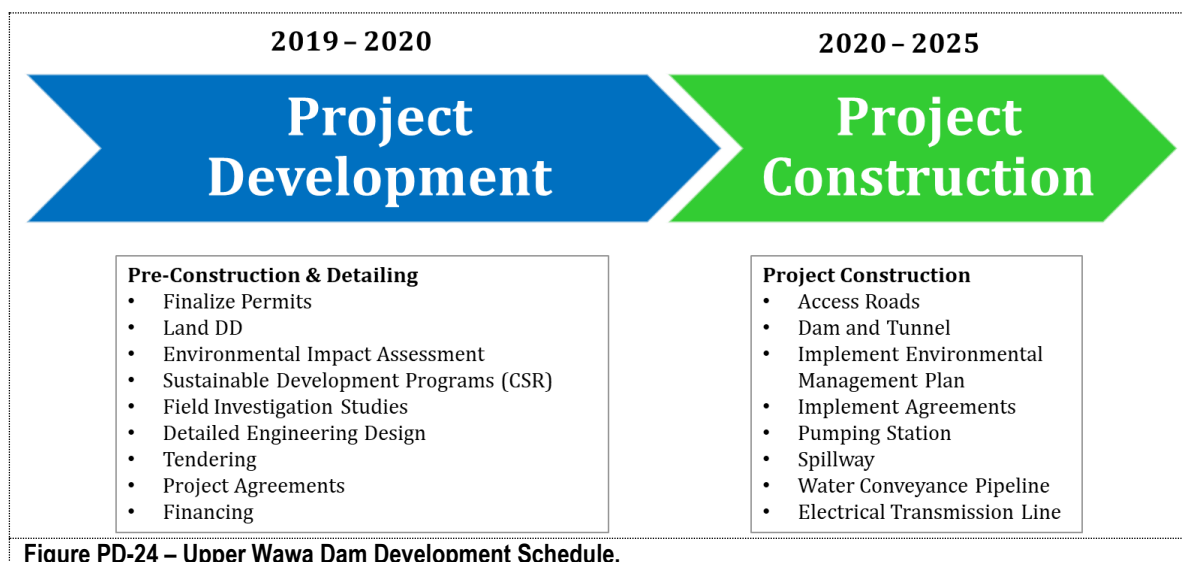 2019 – 2020
Project
Development
Pre-Construction & Detailing
• Finalize Permits
• Land DD
• Environmental Impact Assessment
• Sustainable Development Programs (CSR)
• Field Investigation Studies
• Detailed Engineering Design
• Tendering
• Project Agreements
• Financing
2020 – 2025
Project
Construction
Project Construction
• Access Roads
• Dam and Tunnel
• Implement Environmental
Management Plan
• Implement Agreements
• Pumping Station
• Spillway
• Water Conveyance Pipeline
• Electrical Transmission Line
Figure PD-24 – Upper Wawa Dam Development Schedule.